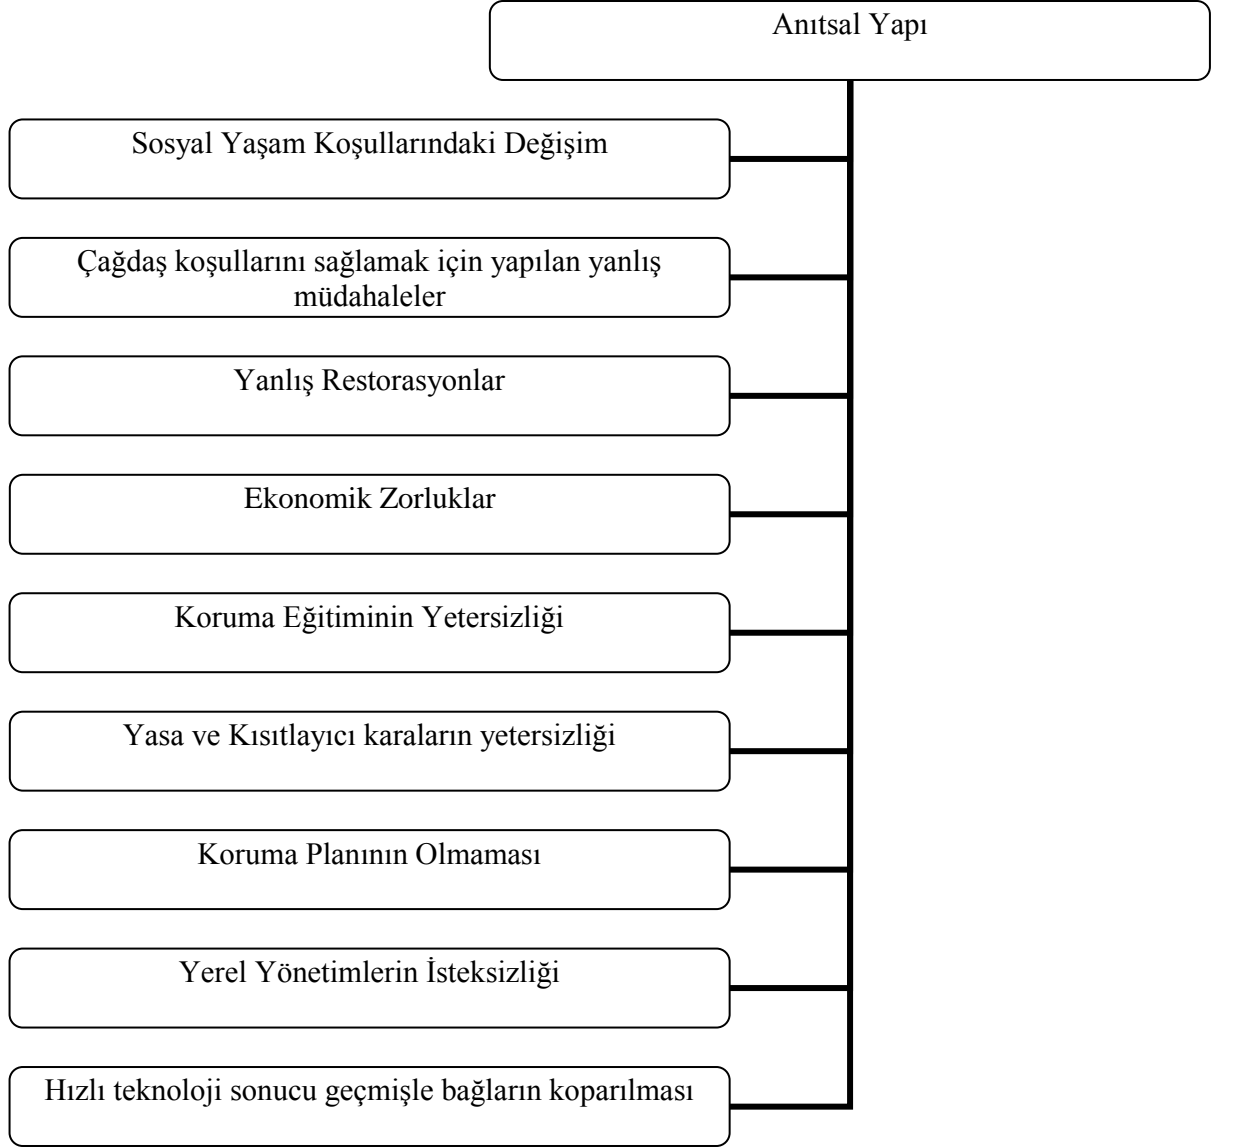 Anıtsal Yapı
Sosyal Yaşam Koşullarındaki Değişim
Çağdaş koşullarını sağlamak için yapılan yanlış
müdahaleler
Yanlış Restorasyonlar
Ekonomik Zorluklar
Koruma Eğitiminin Yetersizliği
Yasa ve Kısıtlayıcı karaların yetersizliği
Koruma Planının Olmaması
Yerel Yönetimlerin İsteksizliği
Hızlı teknoloji sonucu geçmişle bağların koparılması